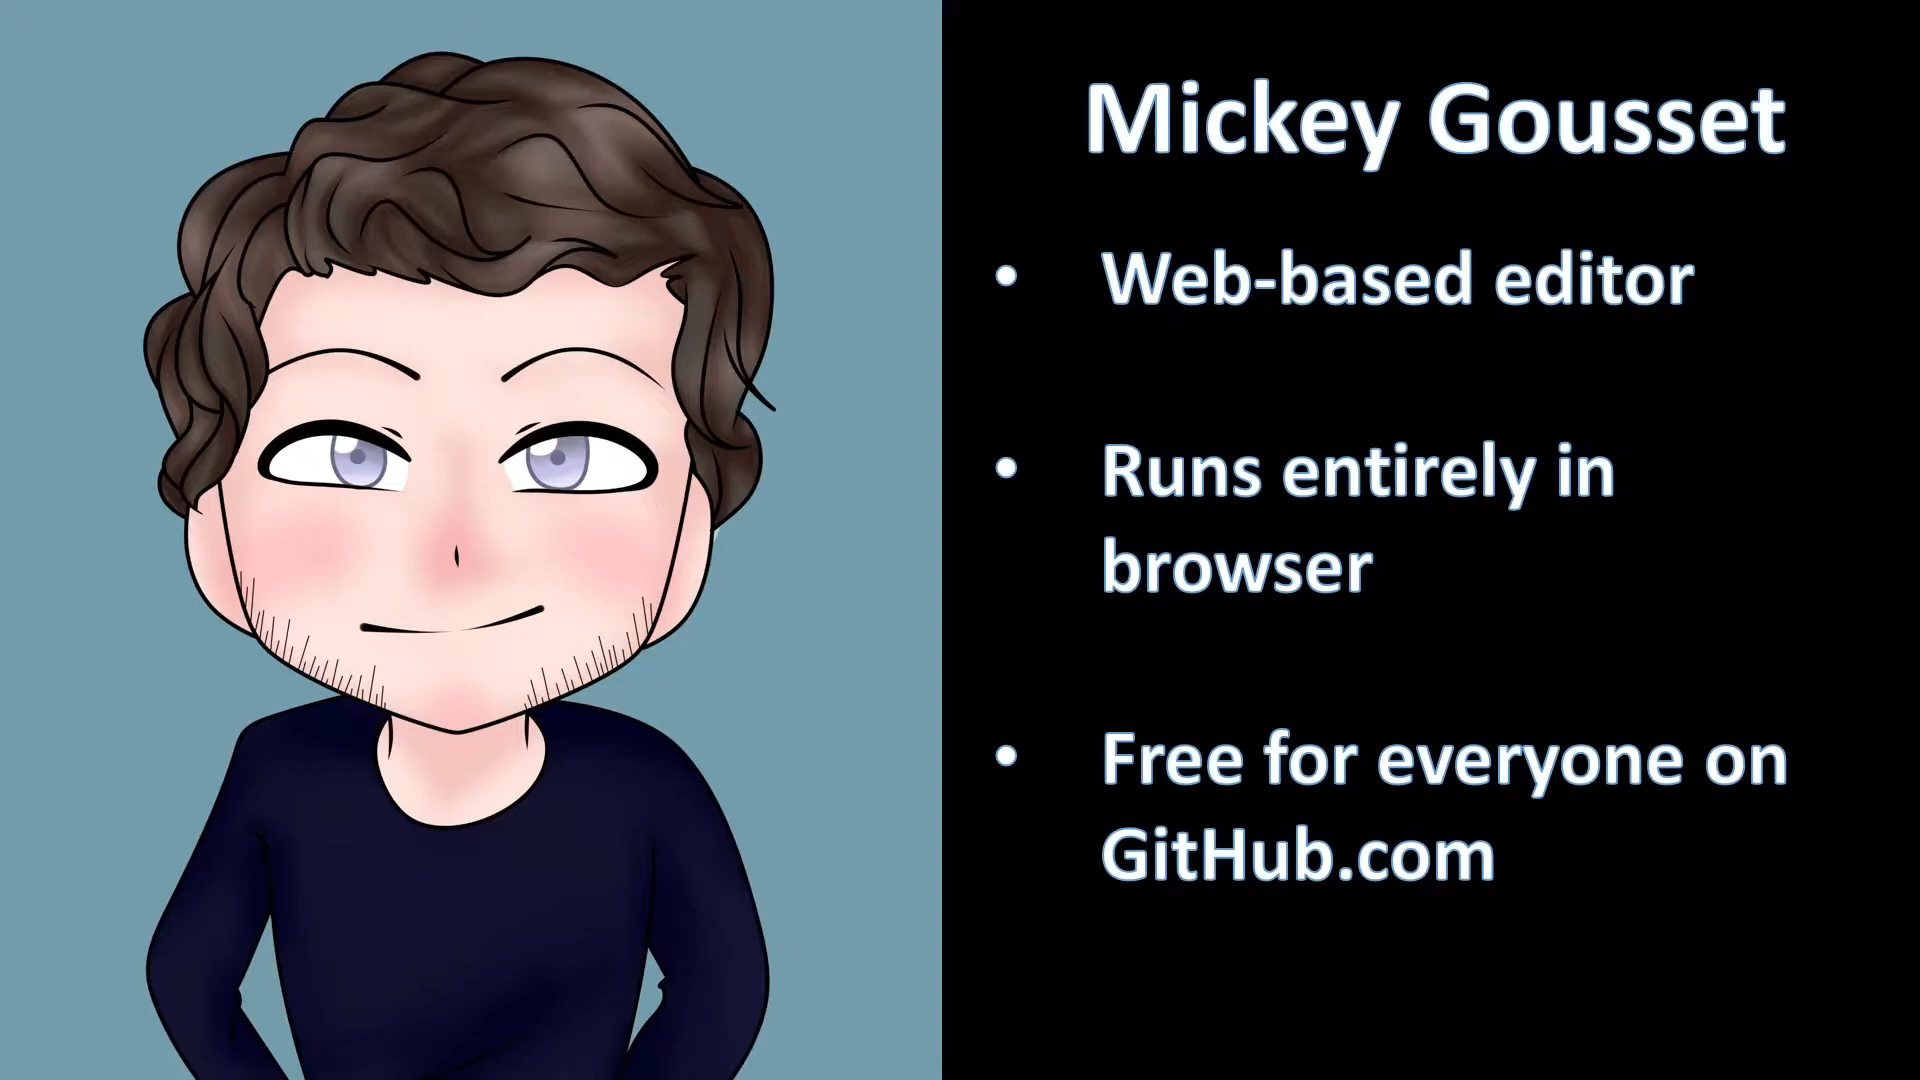 Mickey Gousset
• Web-based editor
• Runs entirely in
browser
• Free for everyone on
GitHub.com